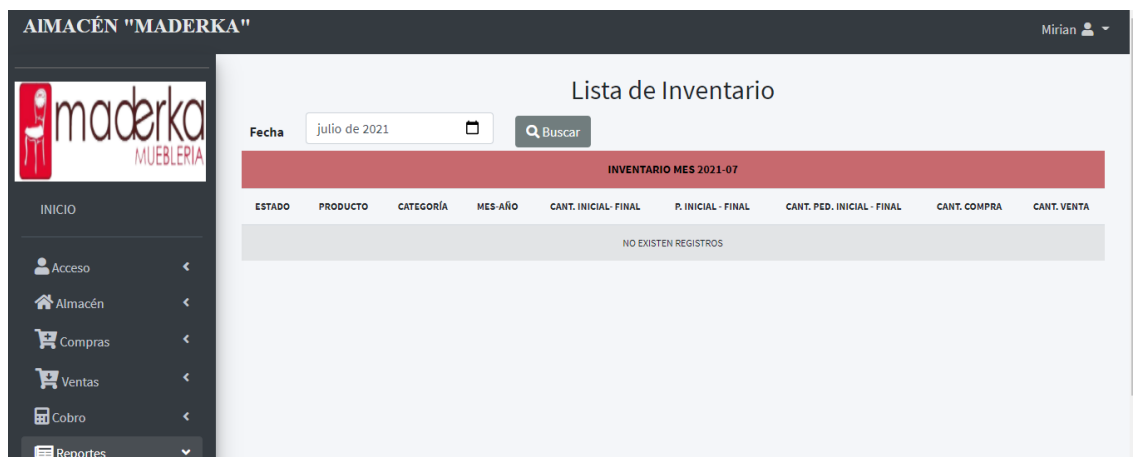 AlMACÉN "MADERKA"
Mirian
maderka
MUEBLERIA
INICIO
Acceso
Almacén
Compras
Ventas
Cobro
Reportes
Lista de Inventario
Fecha julio de 2021 Buscar
INVENTARIO MES 2021-07
ESTADO PRODUCTO CATEGORÍA MES-AÑO CANT. INICIAL- FINAL P. INICIAL - FINAL CANT. PED. INICIAL - FINAL CANT. COMPRA CANT. VENTA
NO EXISTEN REGISTROS